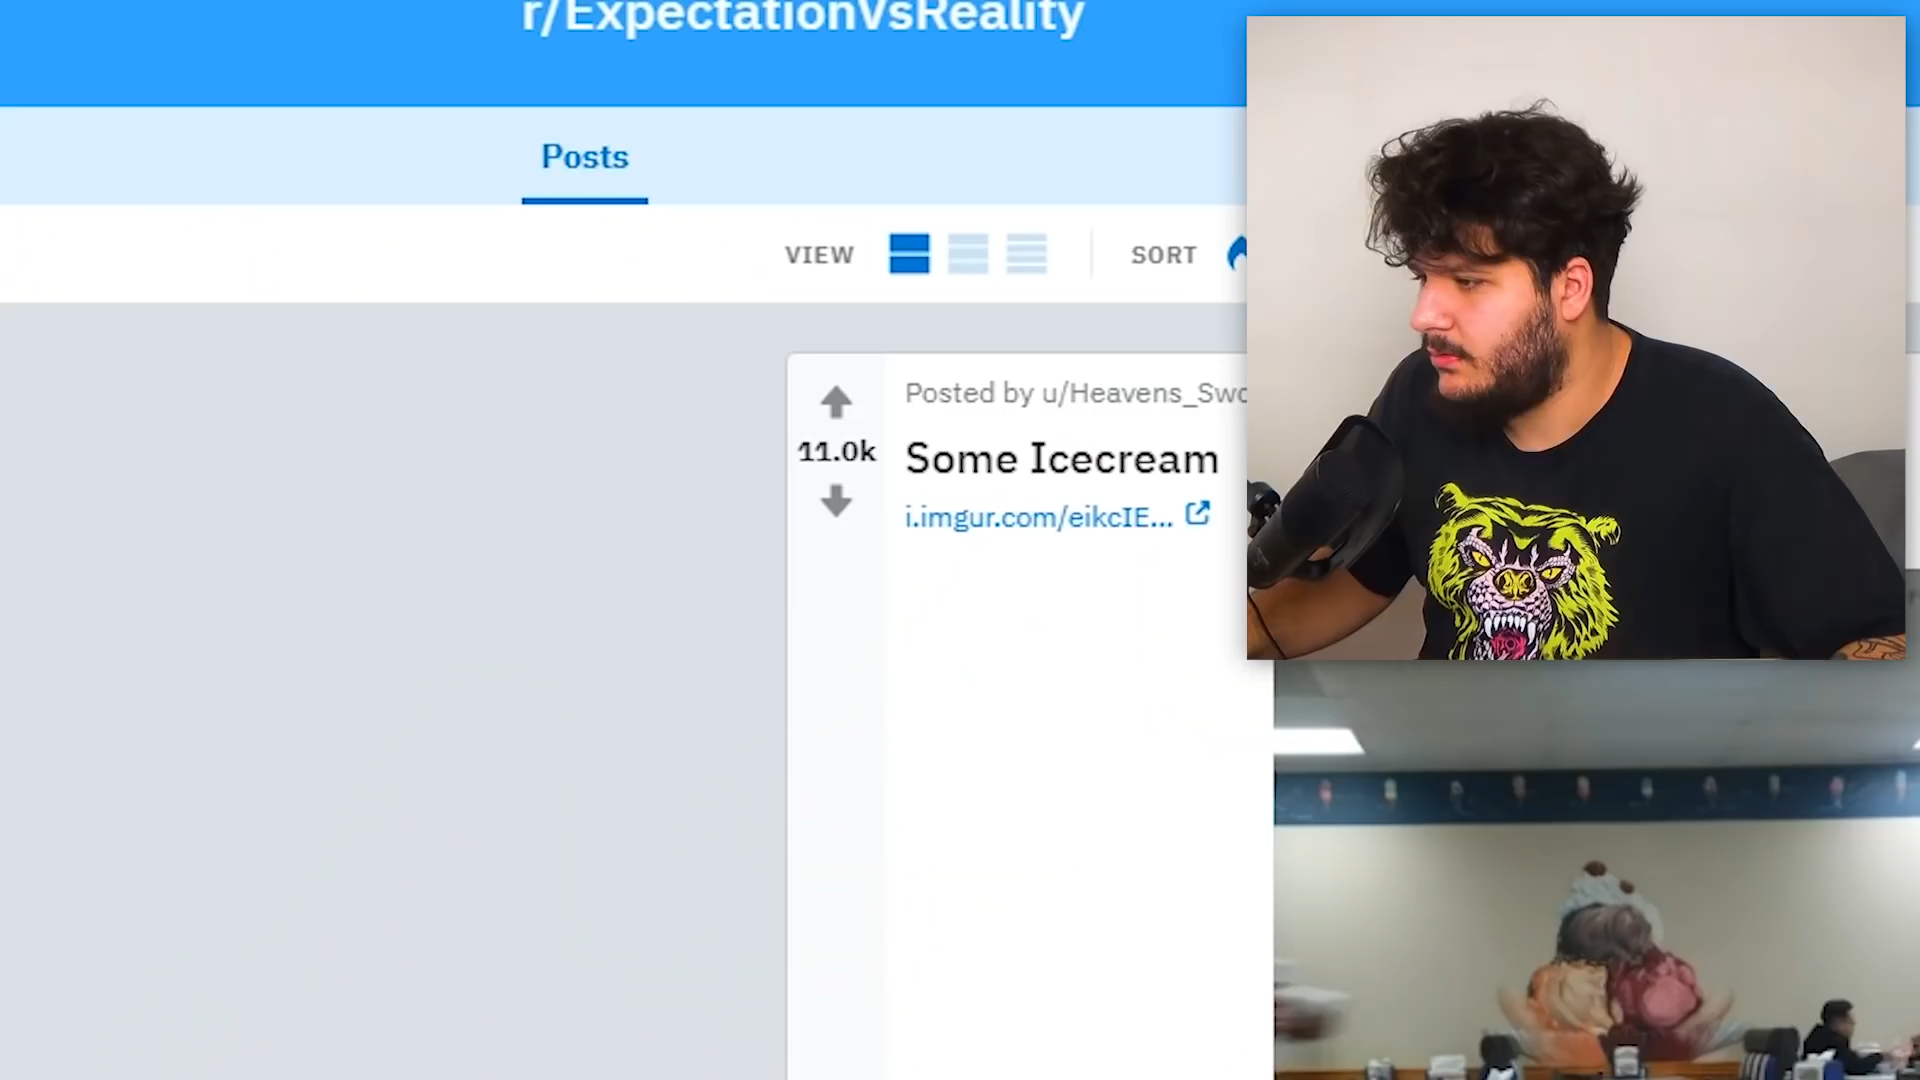 r/ExpectationVsReality
Posts
VIEW
SORT
Posted by u/Heavens_Swo
11.0k
Some Icecream
i.imgur.com/eikcIE...